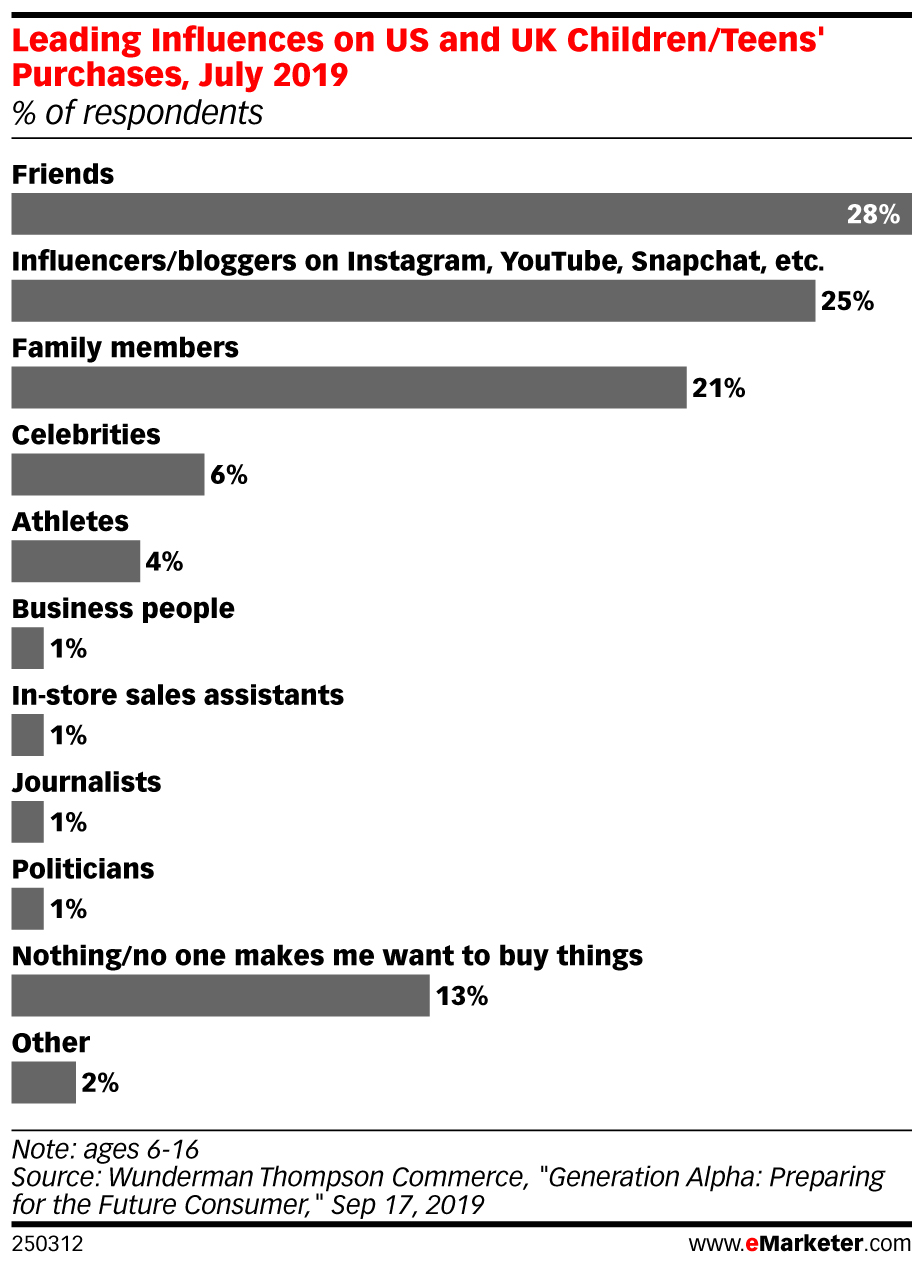 Leading Influences on US and UK Children/Teens'
Purchases, July 2019
% of respondents
Friends
28%
Influencers/bloggers on Instagram, YouTube, Snapchat, etc.
25%
Family members
21%
Celebrities
6%
Athletes
4%
Business people
1%
In-store sales assistants
1%
Journalists
1%
Politicians
1%
Nothing/no one makes me want to buy things
13%
Other
2%
Note: ages 6-16
Source: Wunderman Thompson Commerce, "Generation Alpha: Preparing
for the Future Consumer," Sep 17, 2019
250312 www.eMarketer.com